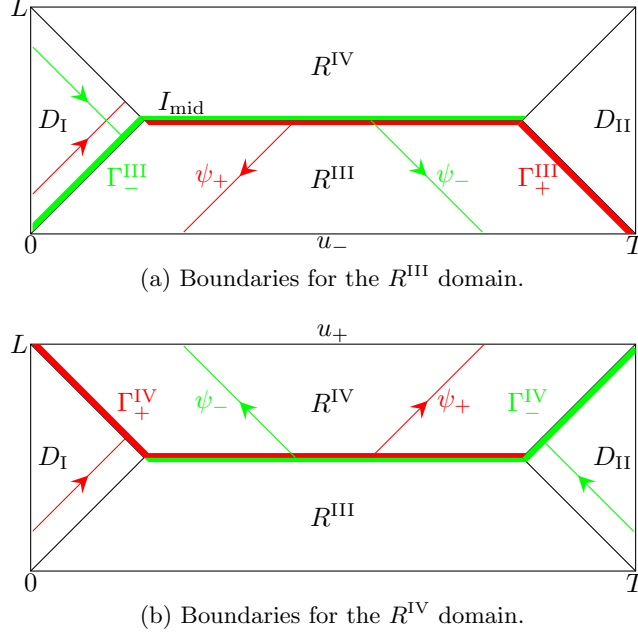 L
R^IV
I_mid
D_I
D_II
Γ_-^III
ψ_+
R^III
ψ_-
Γ_+^III
0
u_-
T
(a) Boundaries for the R^III domain.
u_+
L
Γ_+^IV
ψ_-
R^IV
ψ_+
Γ_-^IV
D_I
D_II
R^III
0
T
(b) Boundaries for the R^IV domain.